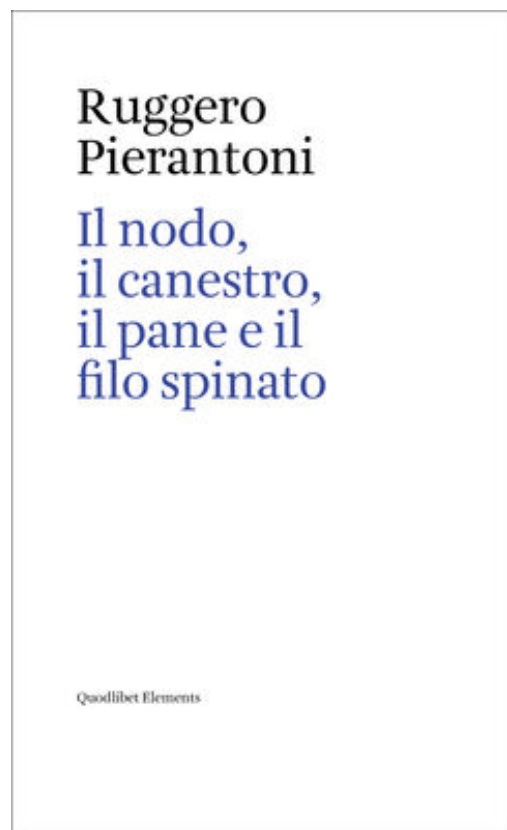 Ruggero
Pierantoni
Il nodo,
il canestro,
il pane e il
filo spinato
Quodlibet Elements